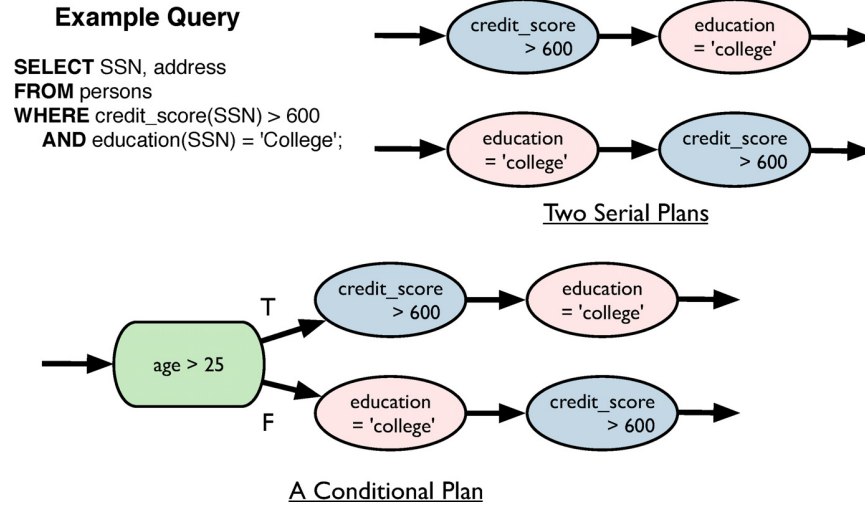 Example Query
SELECT SSN, address
FROM persons
WHERE credit_score(SSN) > 600
AND education(SSN) = 'College';
credit_score
> 600
education
= 'college'
education
= 'college'
credit_score
> 600
Two Serial Plans
age > 25
T
credit_score
> 600
education
= 'college'
F
education
= 'college'
credit_score
> 600
A Conditional Plan